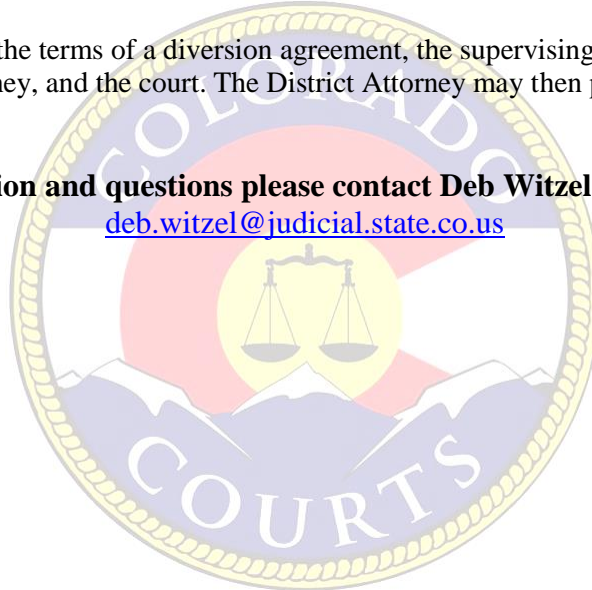 the terms of a diversion agreement, the supervising
ney, and the court. The District Attorney may then p
ion and questions please contact Deb Witzel
deb.witzel@judicial.state.co.us
COLORADO
COURTS